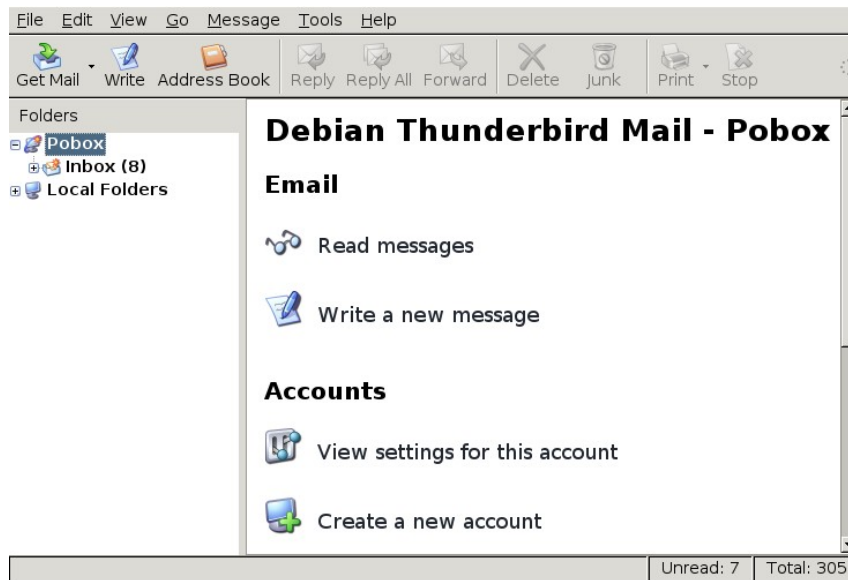 File Edit View Go Message Tools Help
Get Mail Write Address Book Reply Reply All Forward Delete Junk Print Stop
Folders
Pobox
Inbox (8)
Local Folders
Debian Thunderbird Mail - Pobox
Email
Read messages
Write a new message
Accounts
View settings for this account
Create a new account
Unread: 7 Total: 305